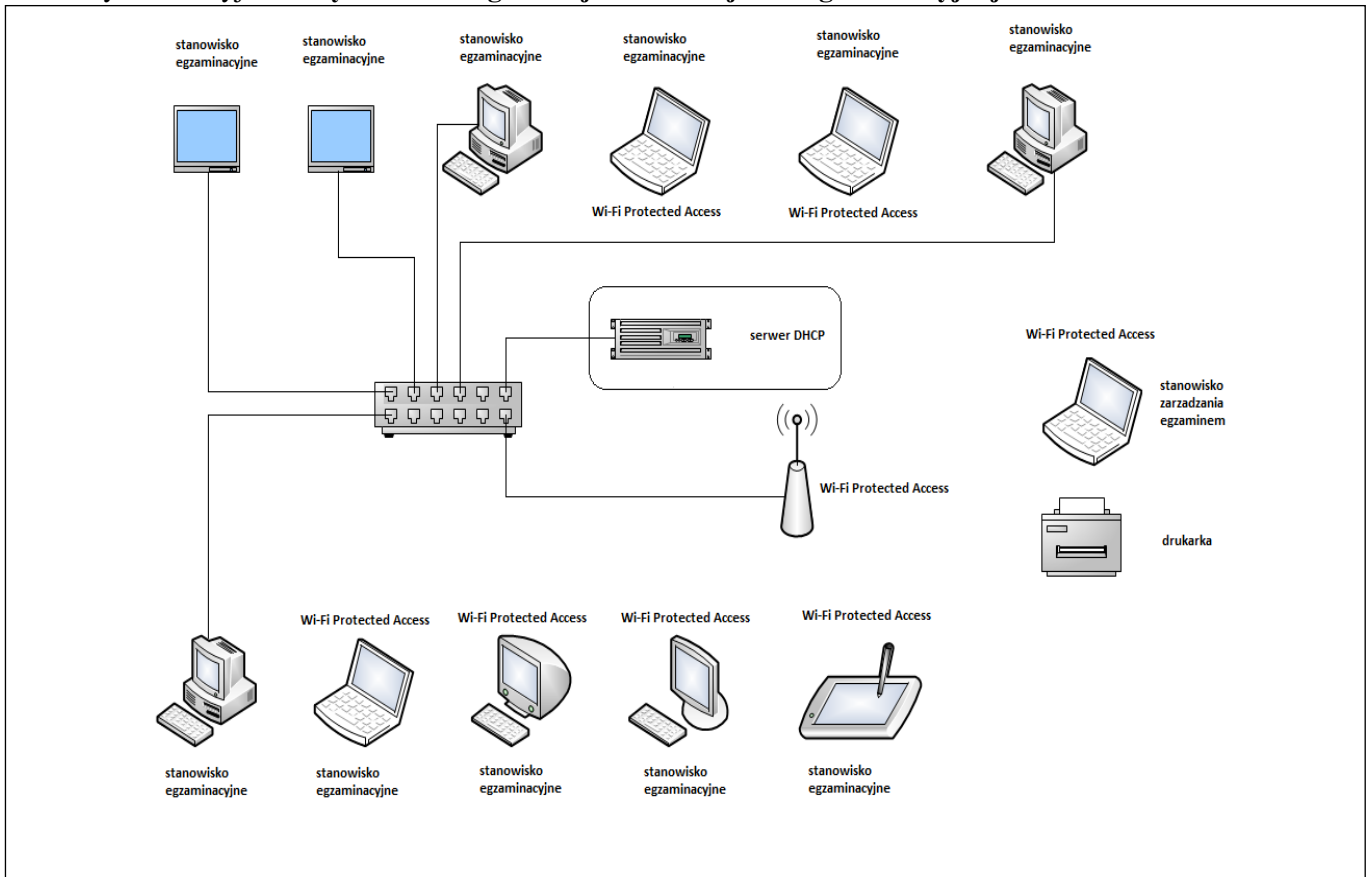 stanowisko
egzaminacyjne
stanowisko
egzaminacyjne
stanowisko
egzaminacyjne
stanowisko
egzaminacyjne
stanowisko
egzaminacyjne
stanowisko
egzaminacyjne
Wi-Fi Protected Access
Wi-Fi Protected Access
serwer DHCP
Wi-Fi Protected Access
stanowisko
zarzadzania
egzaminem
Wi-Fi Protected Access
drukarka
Wi-Fi Protected Access
Wi-Fi Protected Access
Wi-Fi Protected Access
Wi-Fi Protected Access
stanowisko
egzaminacyjne
stanowisko
egzaminacyjne
stanowisko
egzaminacyjne
stanowisko
egzaminacyjne
stanowisko
egzaminacyjne